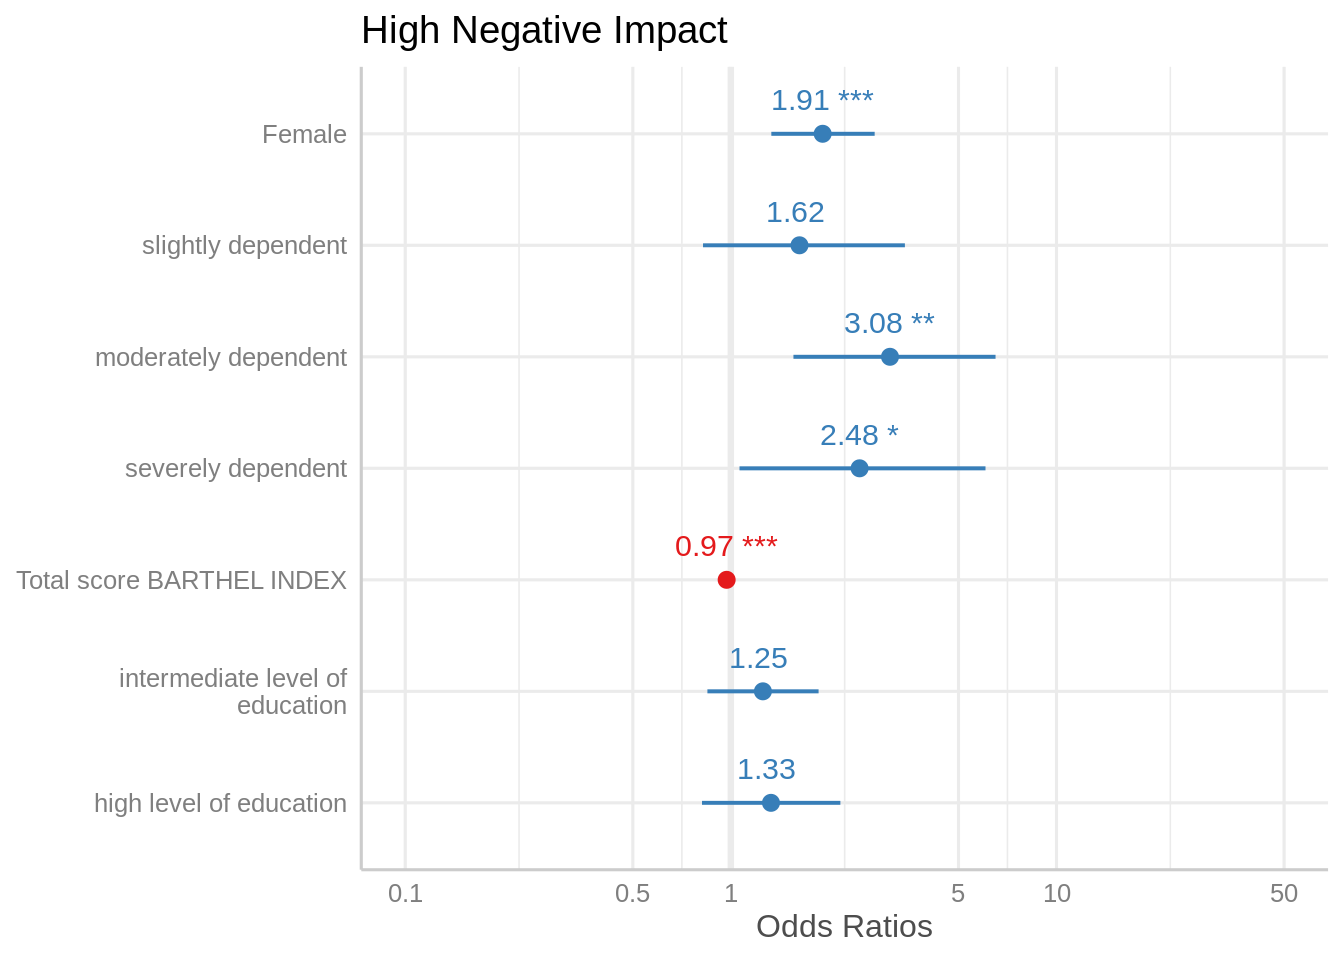 High Negative Impact
1.91 ***
Female
1.62
slightly dependent
3.08 **
moderately dependent
2.48 *
severely dependent
0.97 ***
Total score BARTHEL INDEX
1.25
intermediate level of
education
1.33
high level of education
0.1 0.5 1 5 10 50
Odds Ratios